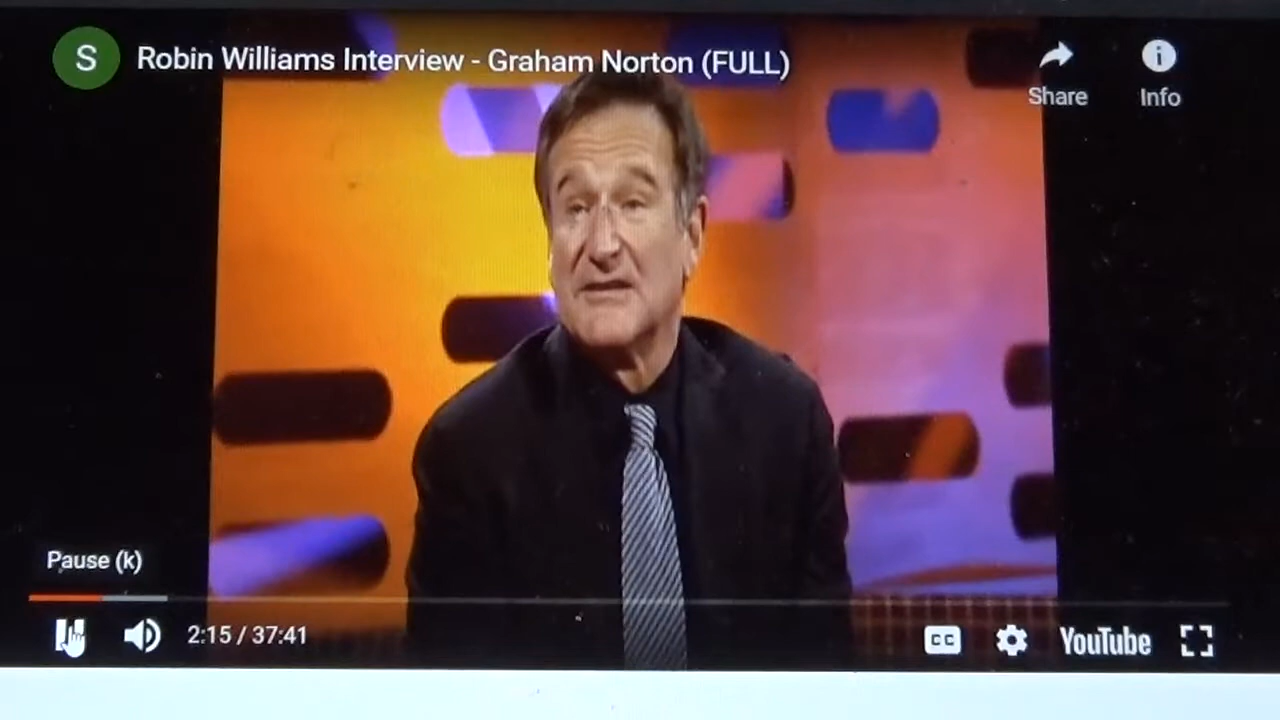 S
Robin Williams Interview - Graham Norton (FULL)
Share
Info
Pause (k)
2:15 / 37:41
CC
YouTube